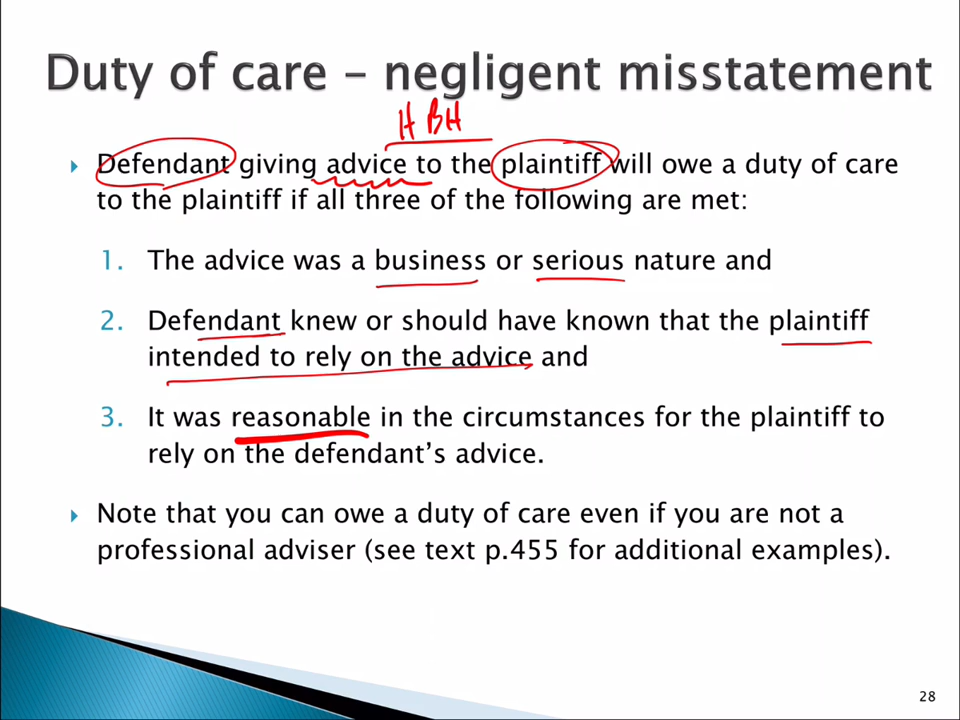 Duty of care – negligent misstatement
H BH
Defendant giving advice to the plaintiff will owe a duty of care
to the plaintiff if all three of the following are met:
1. The advice was a business or serious nature and
2. Defendant knew or should have known that the plaintiff
intended to rely on the advice and
3. It was reasonable in the circumstances for the plaintiff to
rely on the defendant’s advice.
Note that you can owe a duty of care even if you are not a
professional adviser (see text p.455 for additional examples).
28